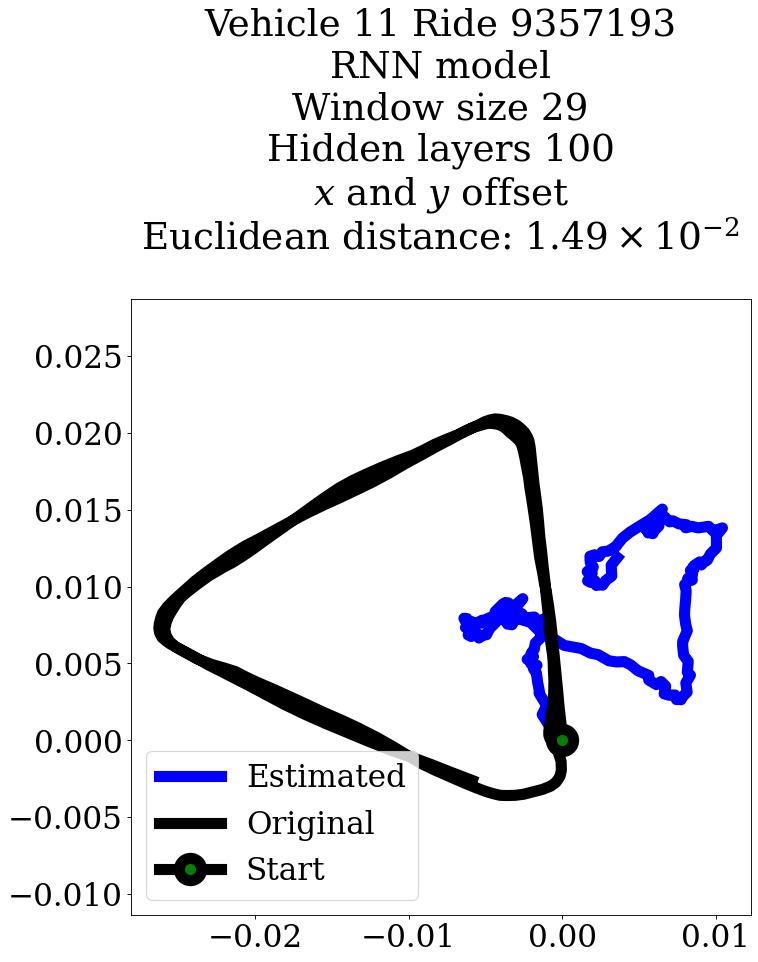 Vehicle 11 Ride 9357193
RNN model
Window size 29
Hidden layers 100
x and y offset
Euclidean distance: 1.49 × 10⁻²
0.025
0.020
0.015
0.010
0.005
0.000
−0.005
−0.010
Estimated
Original
Start
−0.02 −0.01 0.00 0.01